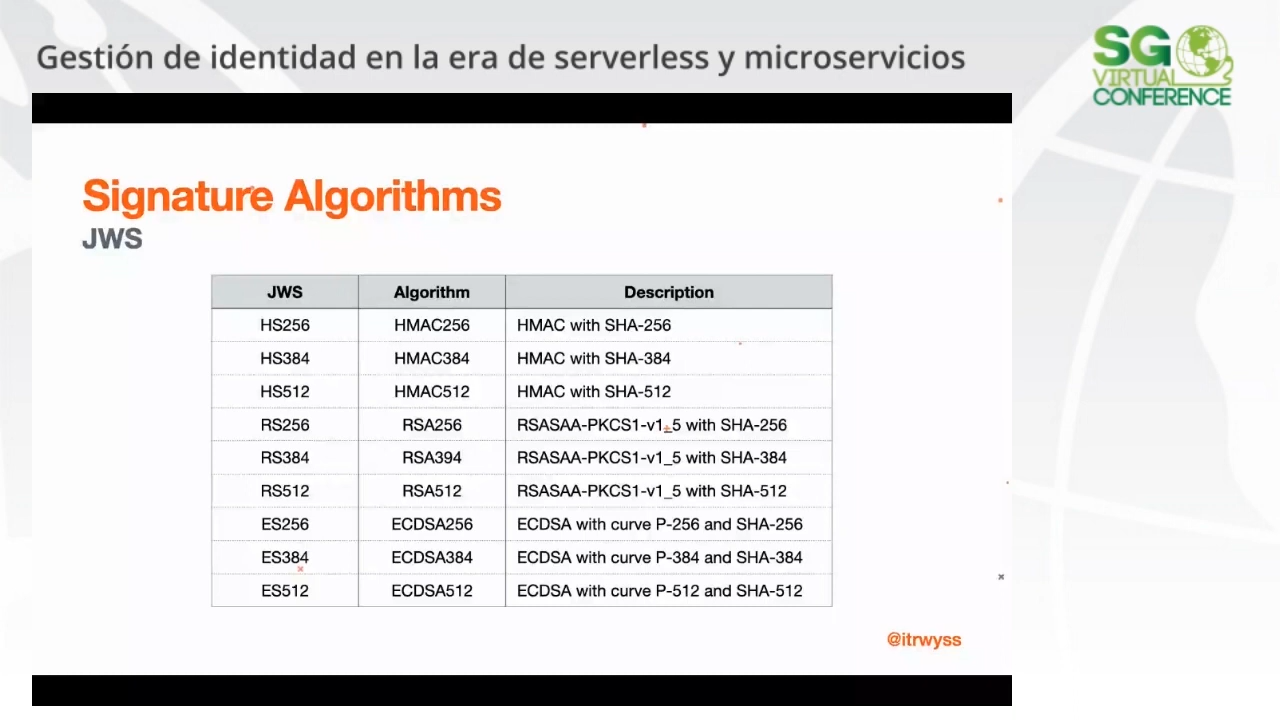 Gestión de identidad en la era de serverless y microservicios
SG
VIRTUAL
CONFERENCE
Signature Algorithms
JWS
JWS Algorithm Description
HS256 HMAC256 HMAC with SHA-256
HS384 HMAC384 HMAC with SHA-384
HS512 HMAC512 HMAC with SHA-512
RS256 RSA256 RSASAA-PKCS1-v1_5 with SHA-256
RS384 RSA394 RSASAA-PKCS1-v1_5 with SHA-384
RS512 RSA512 RSASAA-PKCS1-v1_5 with SHA-512
ES256 ECDSA256 ECDSA with curve P-256 and SHA-256
ES384 ECDSA384 ECDSA with curve P-384 and SHA-384
ES512 ECDSA512 ECDSA with curve P-512 and SHA-512
@itrwyss